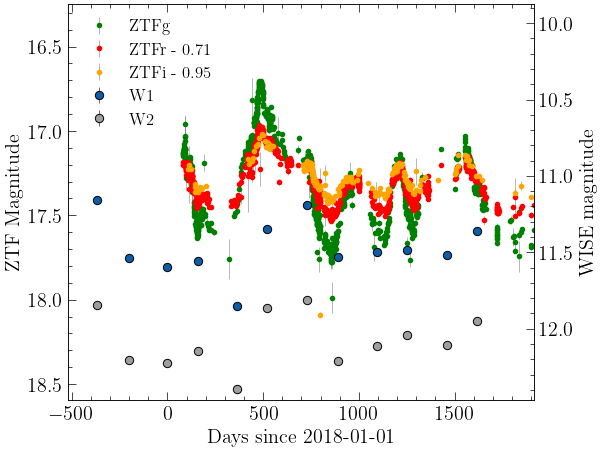 ZTFg
ZTFr - 0.71
ZTFi - 0.95
W1
W2
16.5
17.0
17.5
18.0
18.5
ZTF Magnitude
10.0
10.5
11.0
11.5
12.0
WISE magnitude
−500
0
500
1000
1500
Days since 2018-01-01